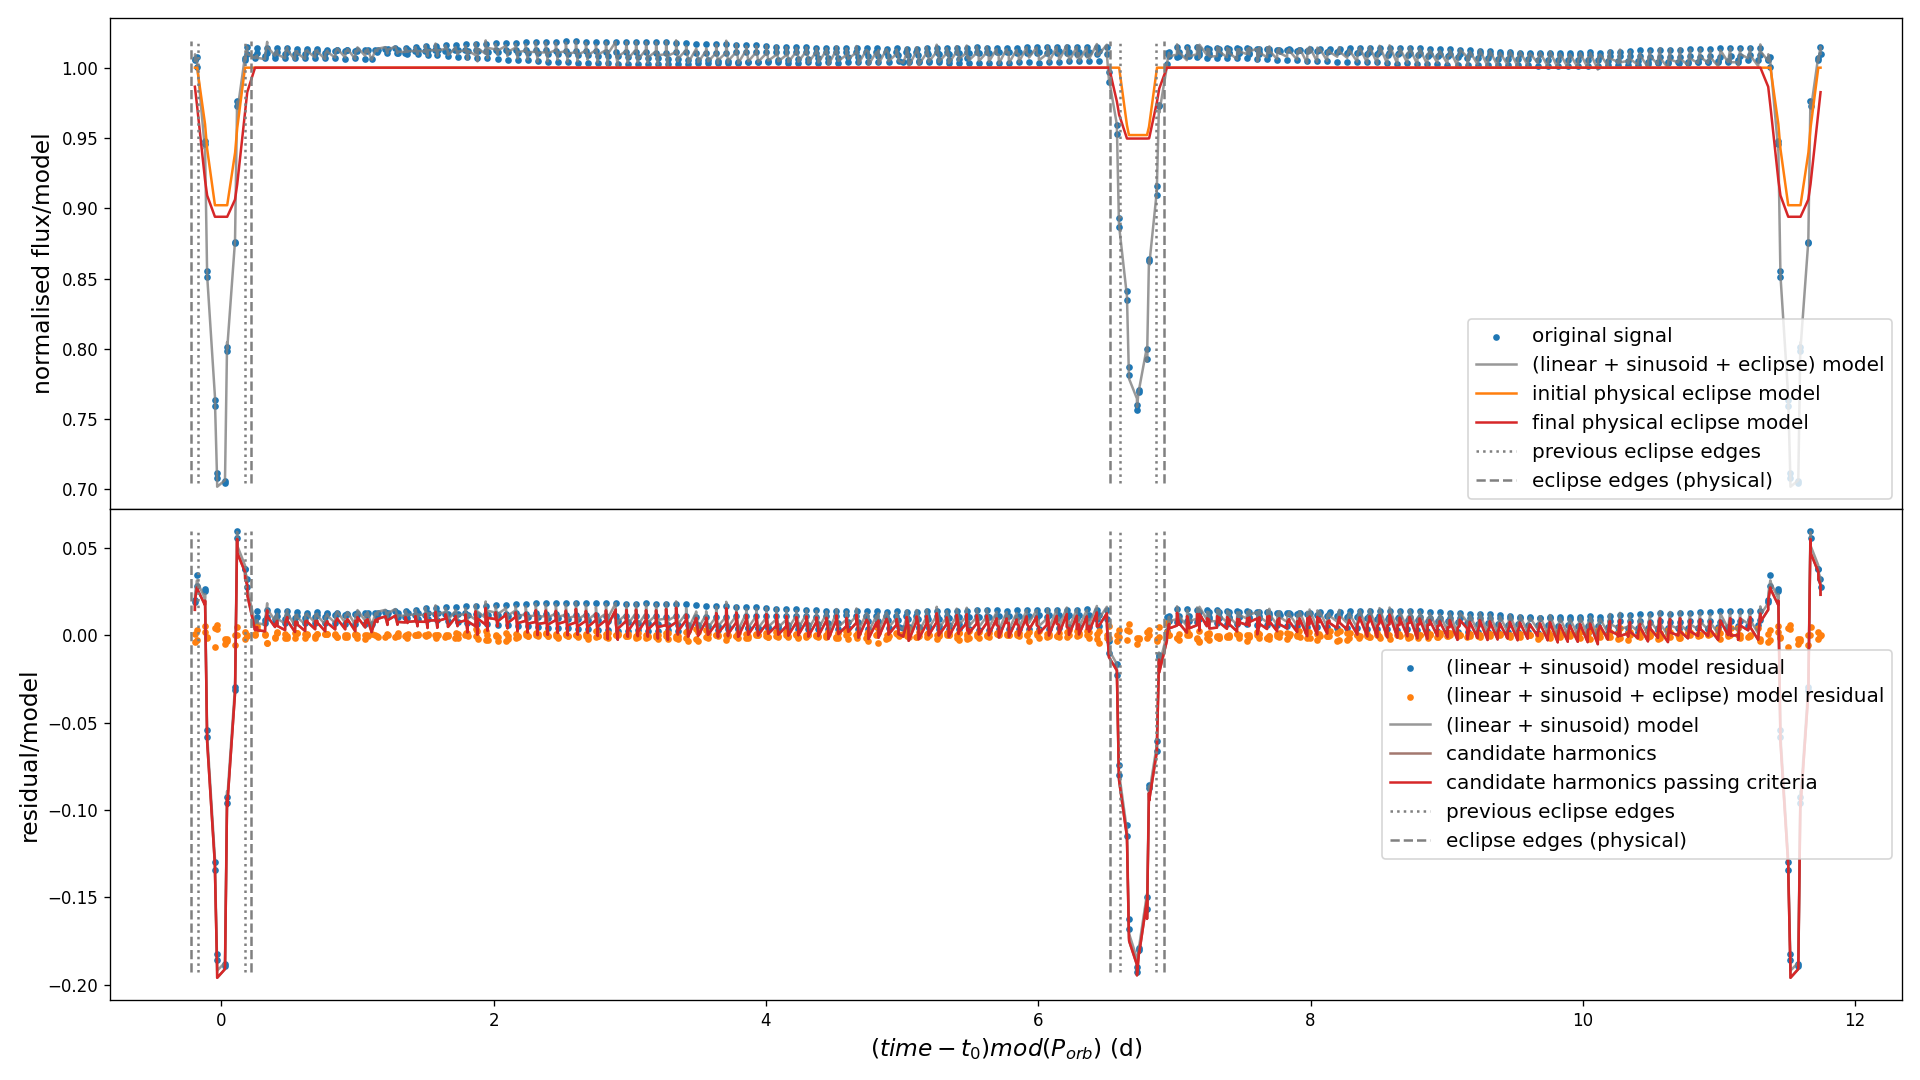 normalised flux/model
1.00
0.95
0.90
0.85
0.80
0.75
0.70
original signal
(linear + sinusoid + eclipse) model
initial physical eclipse model
final physical eclipse model
previous eclipse edges
eclipse edges (physical)
residual/model
0.05
0.00
−0.05
−0.10
−0.15
−0.20
(linear + sinusoid) model residual
(linear + sinusoid + eclipse) model residual
(linear + sinusoid) model
candidate harmonics
candidate harmonics passing criteria
previous eclipse edges
eclipse edges (physical)
0 2 4 6 8 10 12
(time − t₀)mod(P_orb) (d)